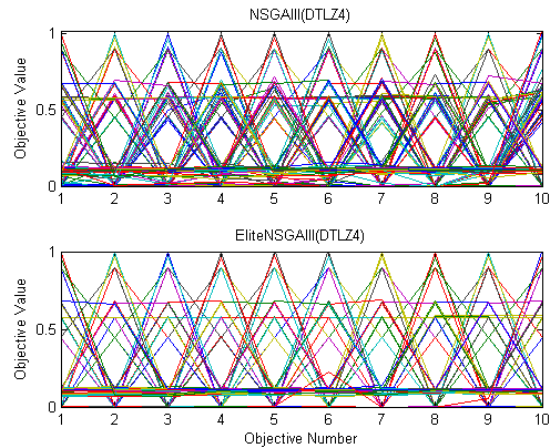 NSGAIII(DTLZ4)
Objective Value
1
0.5
0
1 2 3 4 5 6 7 8 9 10
EliteNSGAIII(DTLZ4)
Objective Value
1
0.5
0
1 2 3 4 5 6 7 8 9 10
Objective Number